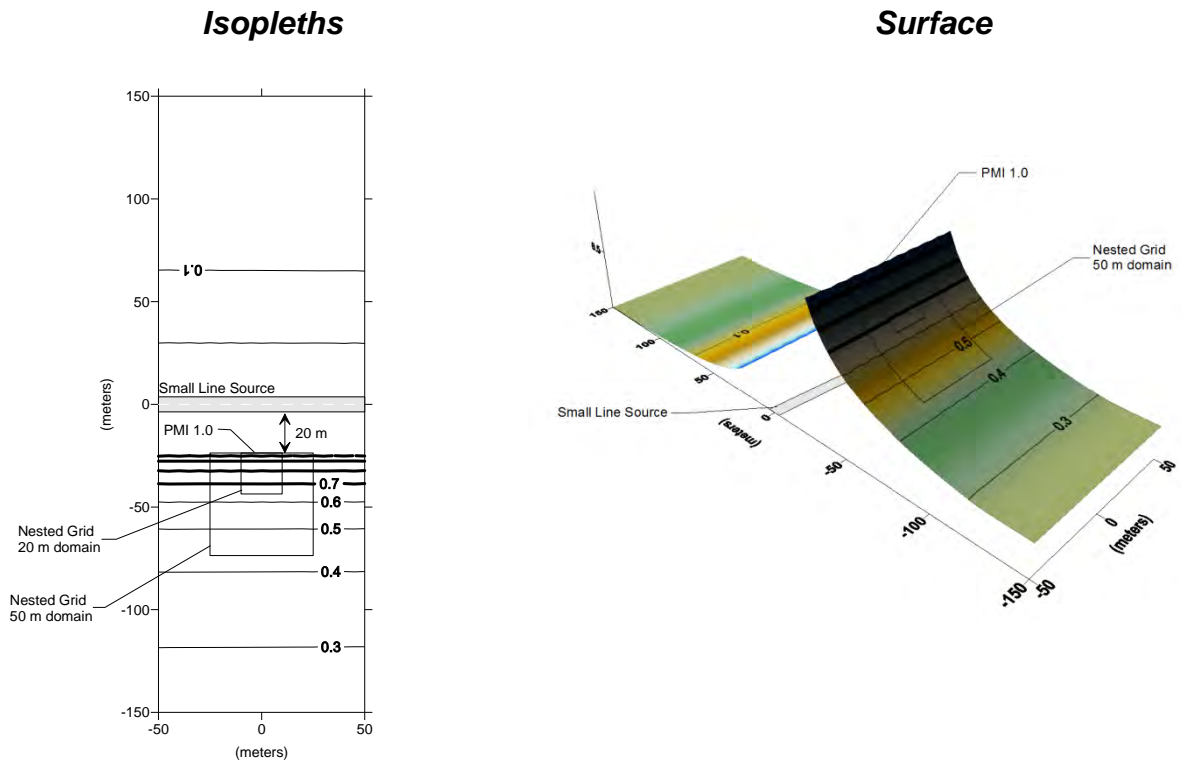 Isopleths
Surface
150
100
50
0
-50
-100
-150
(meters)
-50
0
50
(meters)
0.1
Small Line Source
PMI 1.0
20 m
0.7
0.6
0.5
0.4
0.3
Nested Grid
20 m domain
Nested Grid
50 m domain
PMI 1.0
Nested Grid
50 m domain
Small Line Source
150
100
50
0
-50
-100
-150
(meters)
-50
0
50
(meters)
0.1
0.5
0.4
0.3